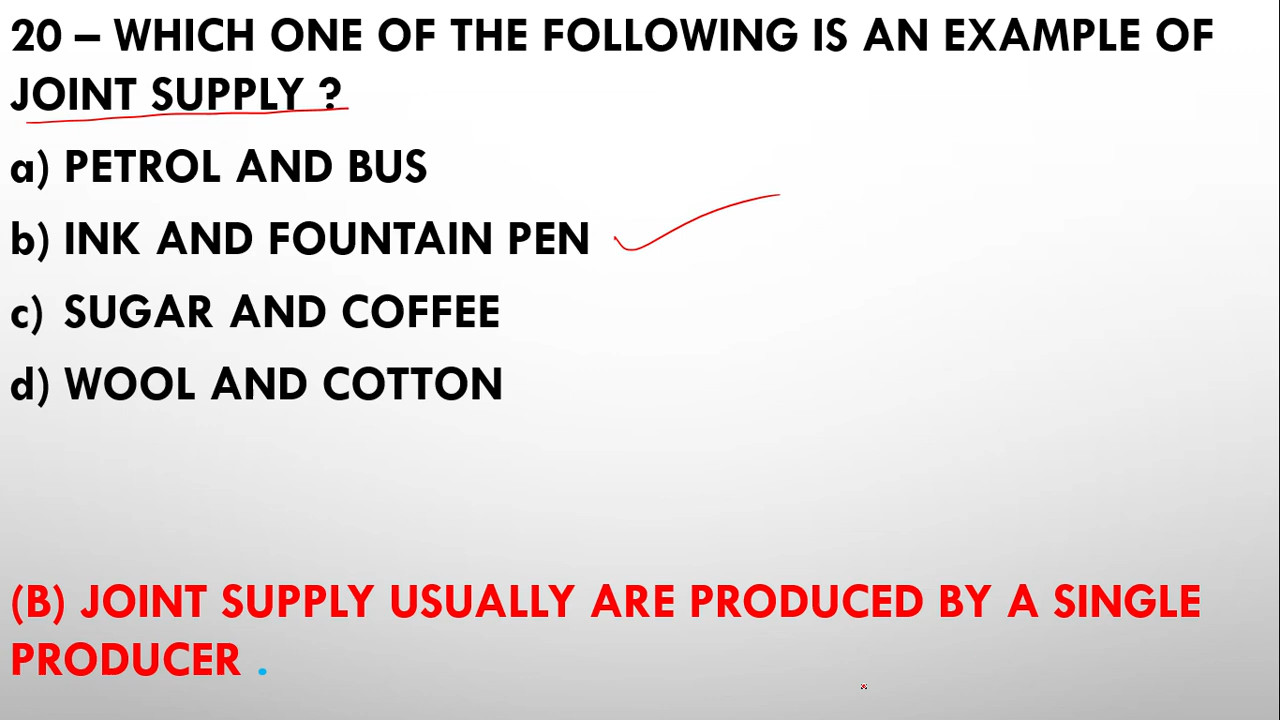 20 – WHICH ONE OF THE FOLLOWING IS AN EXAMPLE OF
JOINT SUPPLY ?
a) PETROL AND BUS
b) INK AND FOUNTAIN PEN
c) SUGAR AND COFFEE
d) WOOL AND COTTON
(B) JOINT SUPPLY USUALLY ARE PRODUCED BY A SINGLE
PRODUCER .